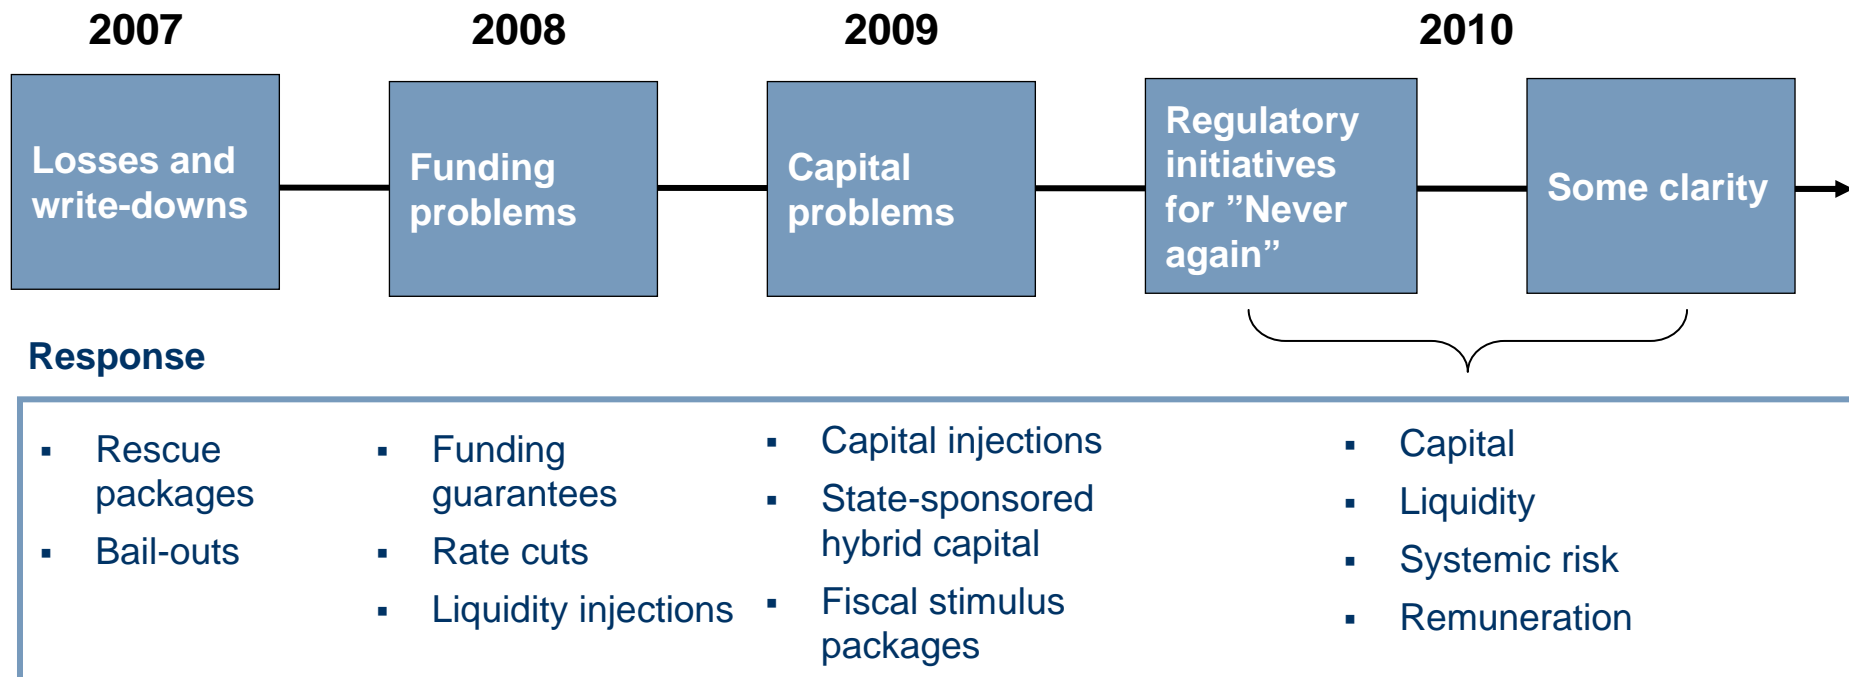 2007
2008
2009
2010
Losses and
write-downs
Funding
problems
Capital
problems
Regulatory
initiatives
for ”Never
again”
Some clarity
Response
▪ Rescue
packages
▪ Bail-outs
▪ Funding
guarantees
▪ Rate cuts
▪ Liquidity injections
▪ Capital injections
▪ State-sponsored
hybrid capital
▪ Fiscal stimulus
packages
▪ Capital
▪ Liquidity
▪ Systemic risk
▪ Remuneration